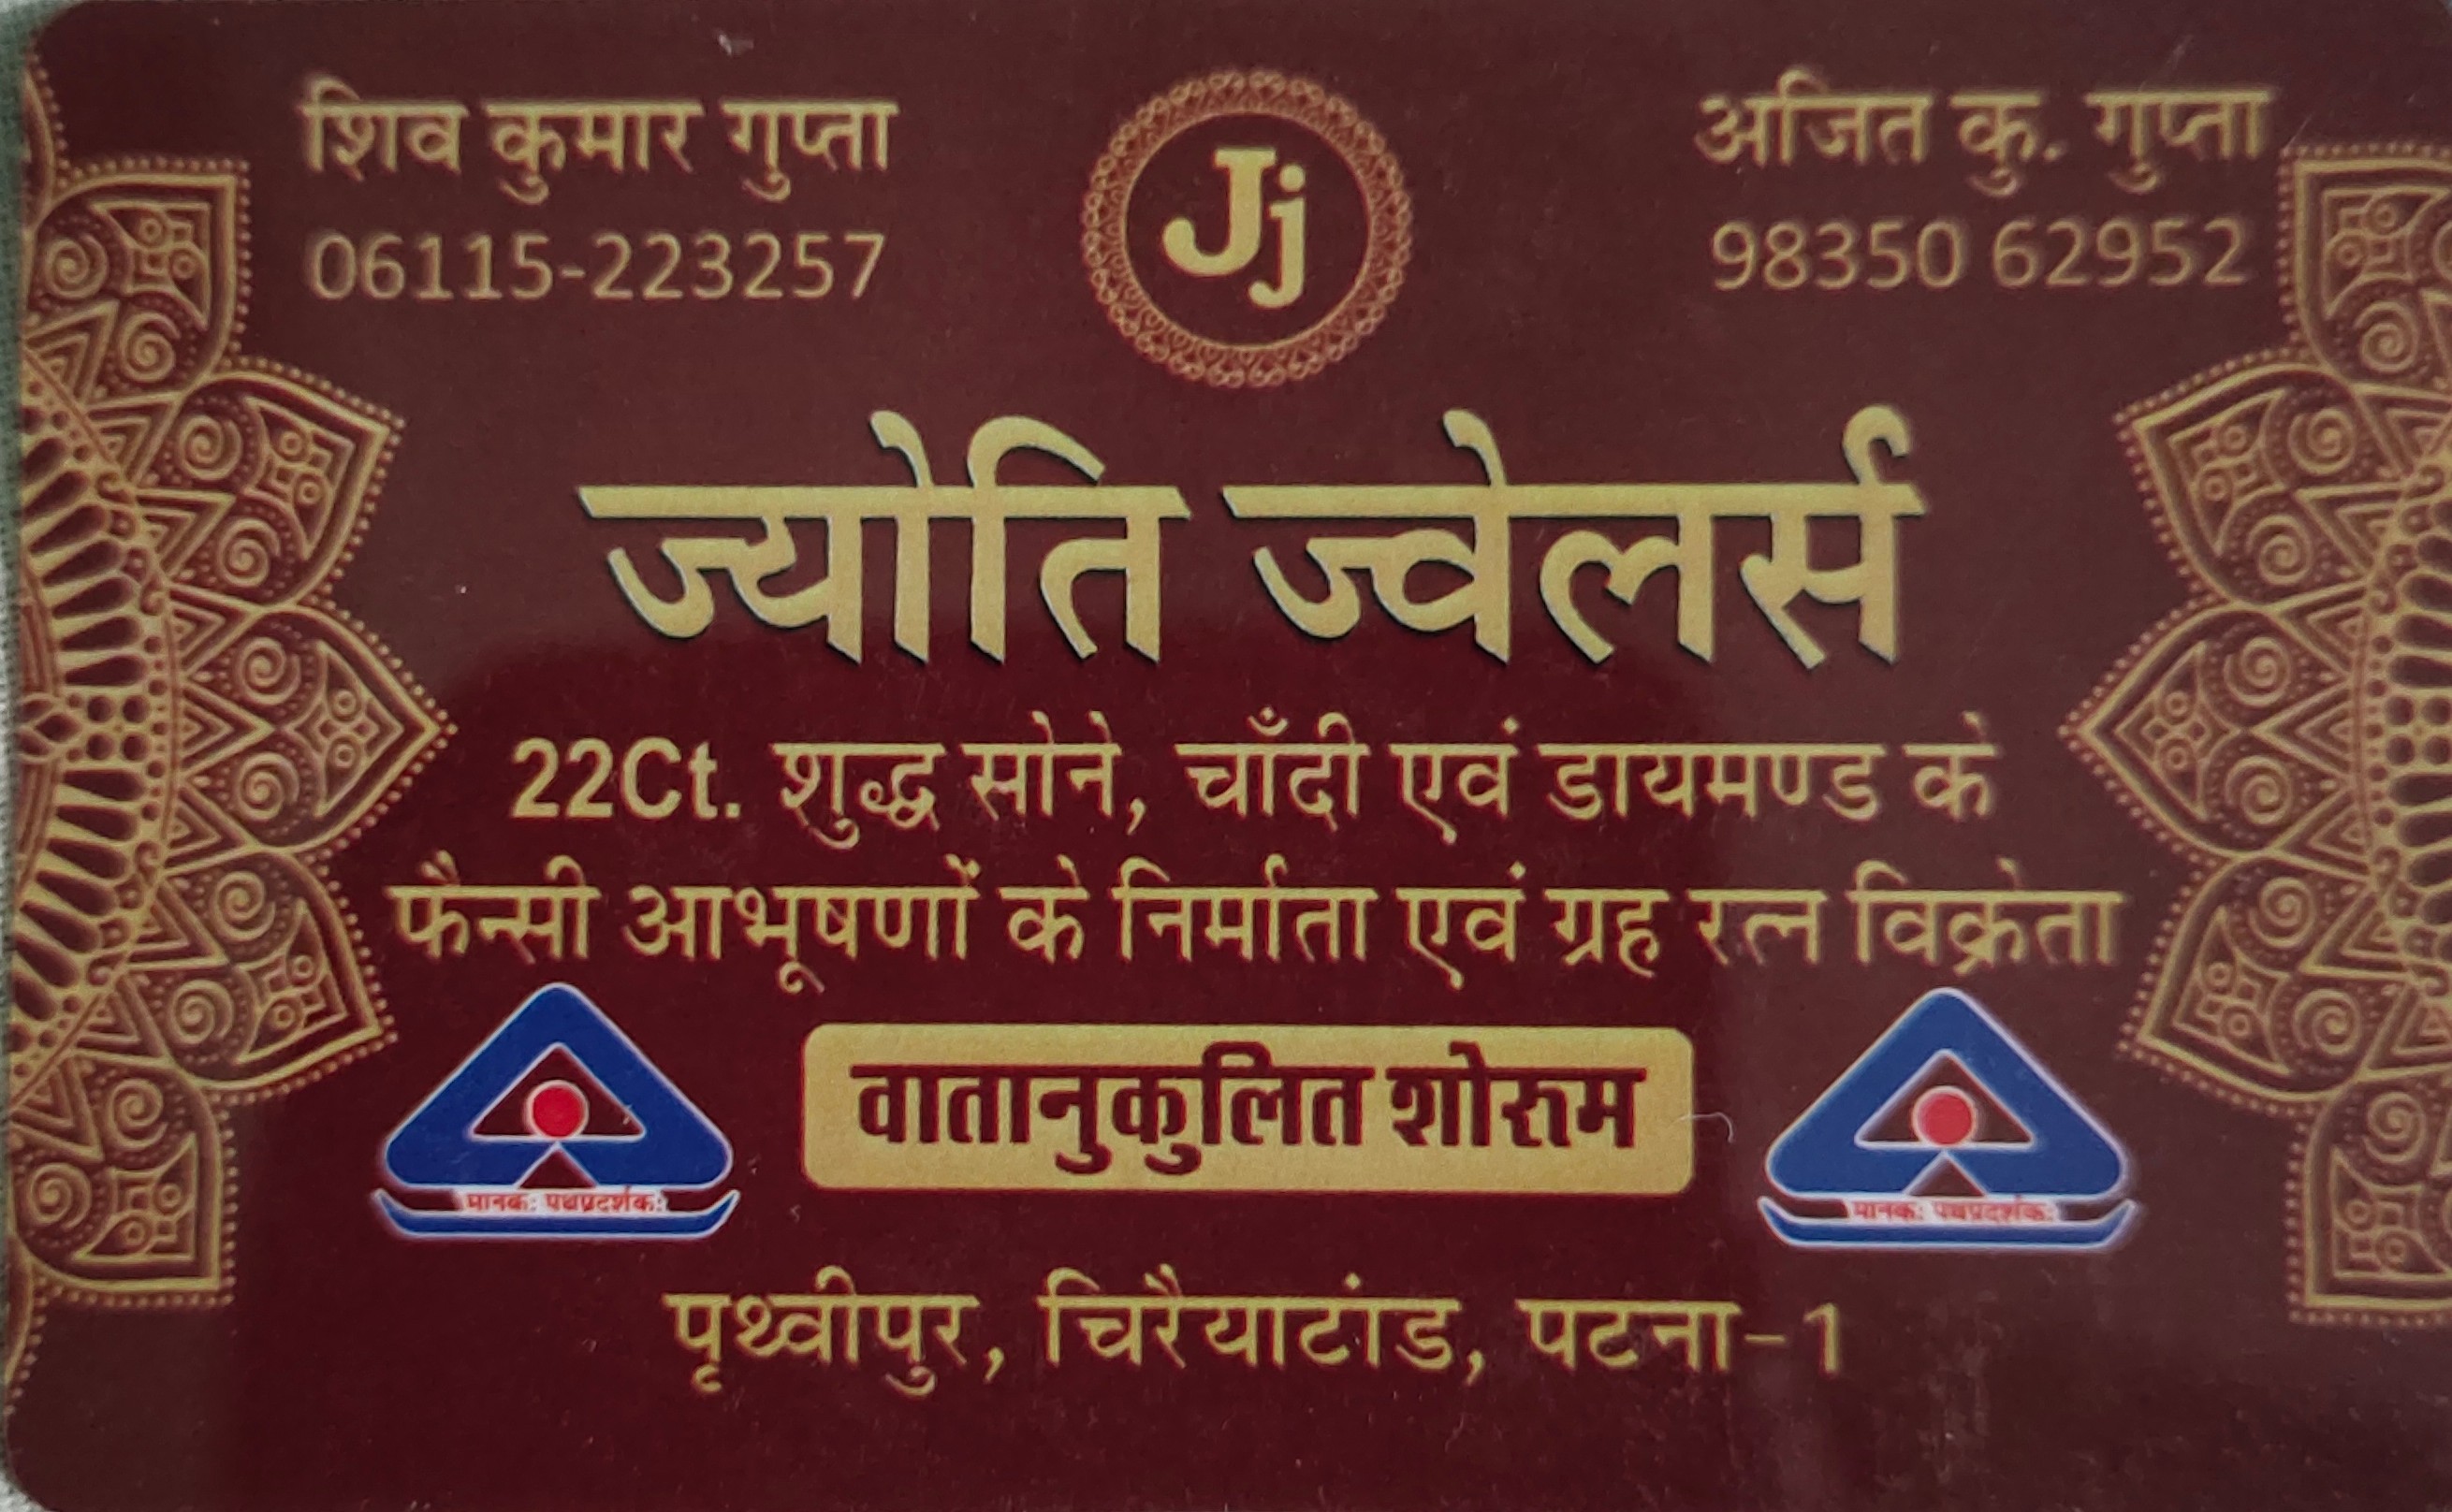 शिव कुमार गुप्ता
06115-223257
Jj
अजित कु. गुप्ता
98350 62952
ज्योति ज्वेलर्स
22Ct. शुद्ध सोने, चाँदी एवं डायमण्ड के
फैन्सी आभूषणों के निर्माता एवं ग्रह रत्न विक्रेता
वातानुकुलित शोरूम
मानक: पथप्रदर्शक:
मानक: पथप्रदर्शक:
पृथ्वीपुर, चिरैयाटांड, पटना-1